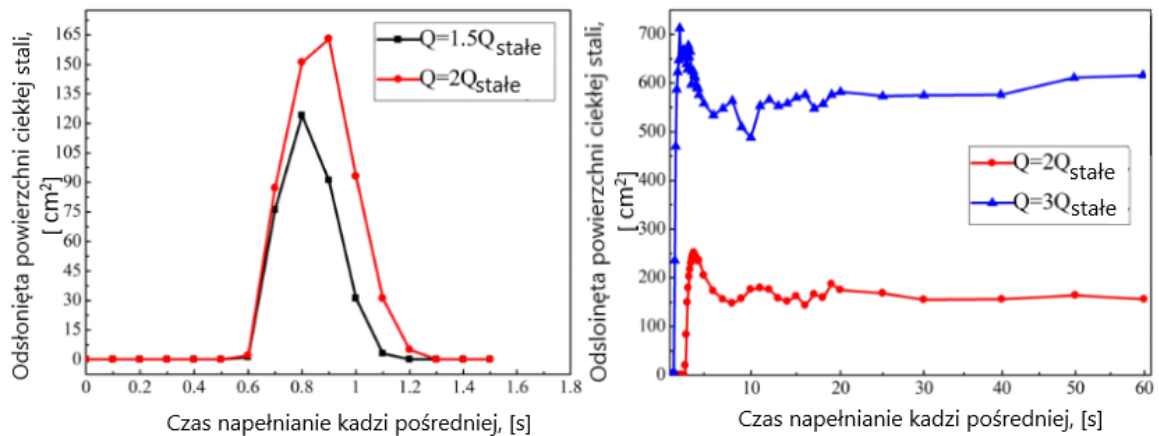 Odsłonięta powierzchni ciekłej stali,
[ cm²]
165
150
135
120
105
90
75
60
45
30
15
0
Q=1.5Qstałe
Q=2Qstałe
0 0.2 0.4 0.6 0.8 1 1.2 1.4 1.6 1.8
Czas napełnianie kadzi pośredniej, [s]
Odsloinęta powierzchni ciekłej stali,
[ cm²]
700
600
500
400
300
200
100
0
Q=2Qstałe
Q=3Qstałe
10 20 30 40 50 60
Czas napełnianie kadzi pośredniej, [s]